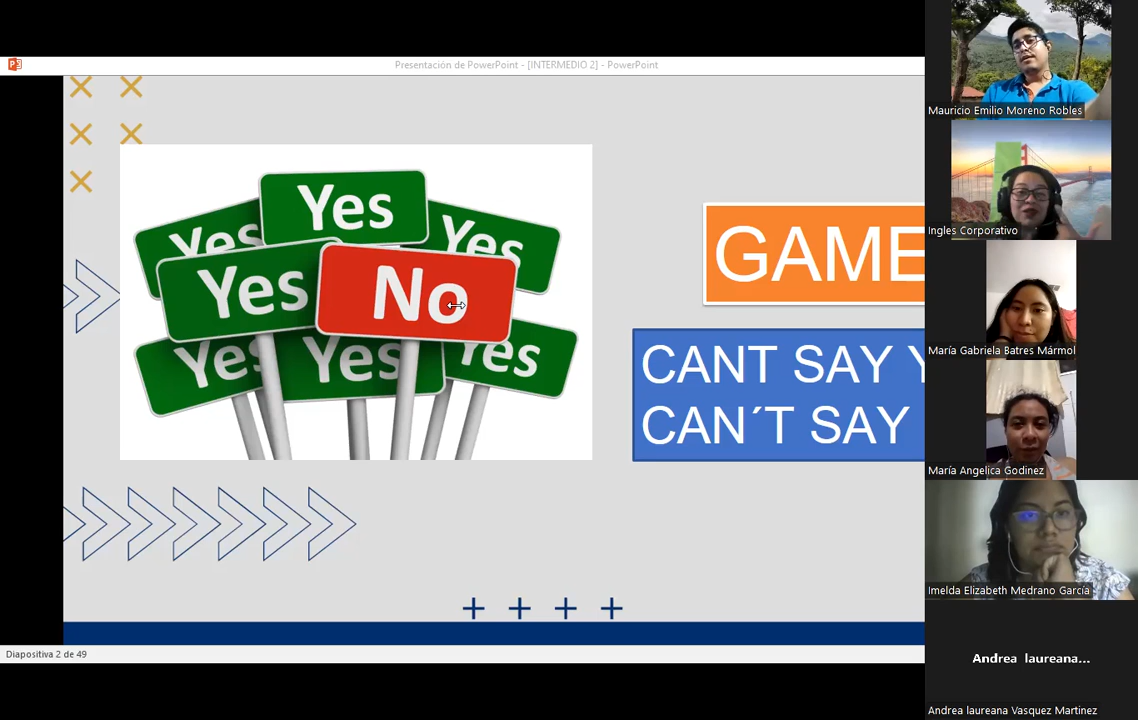 Presentación de PowerPoint - [INTERMEDIO 2] - PowerPoint
Yes
Yes
Yes
Yes
No
Yes
Yes
Yes
GAME
CANT SAY Y
CAN´T SAY
Diapositiva 2 de 49
Mauricio Emilio Moreno Robles
Ingles Corporativo
María Gabriela Batres Mármol
María Angelica Godinez
Imelda Elizabeth Medrano García
Andrea laureana...
Andrea laureana Vasquez Martinez